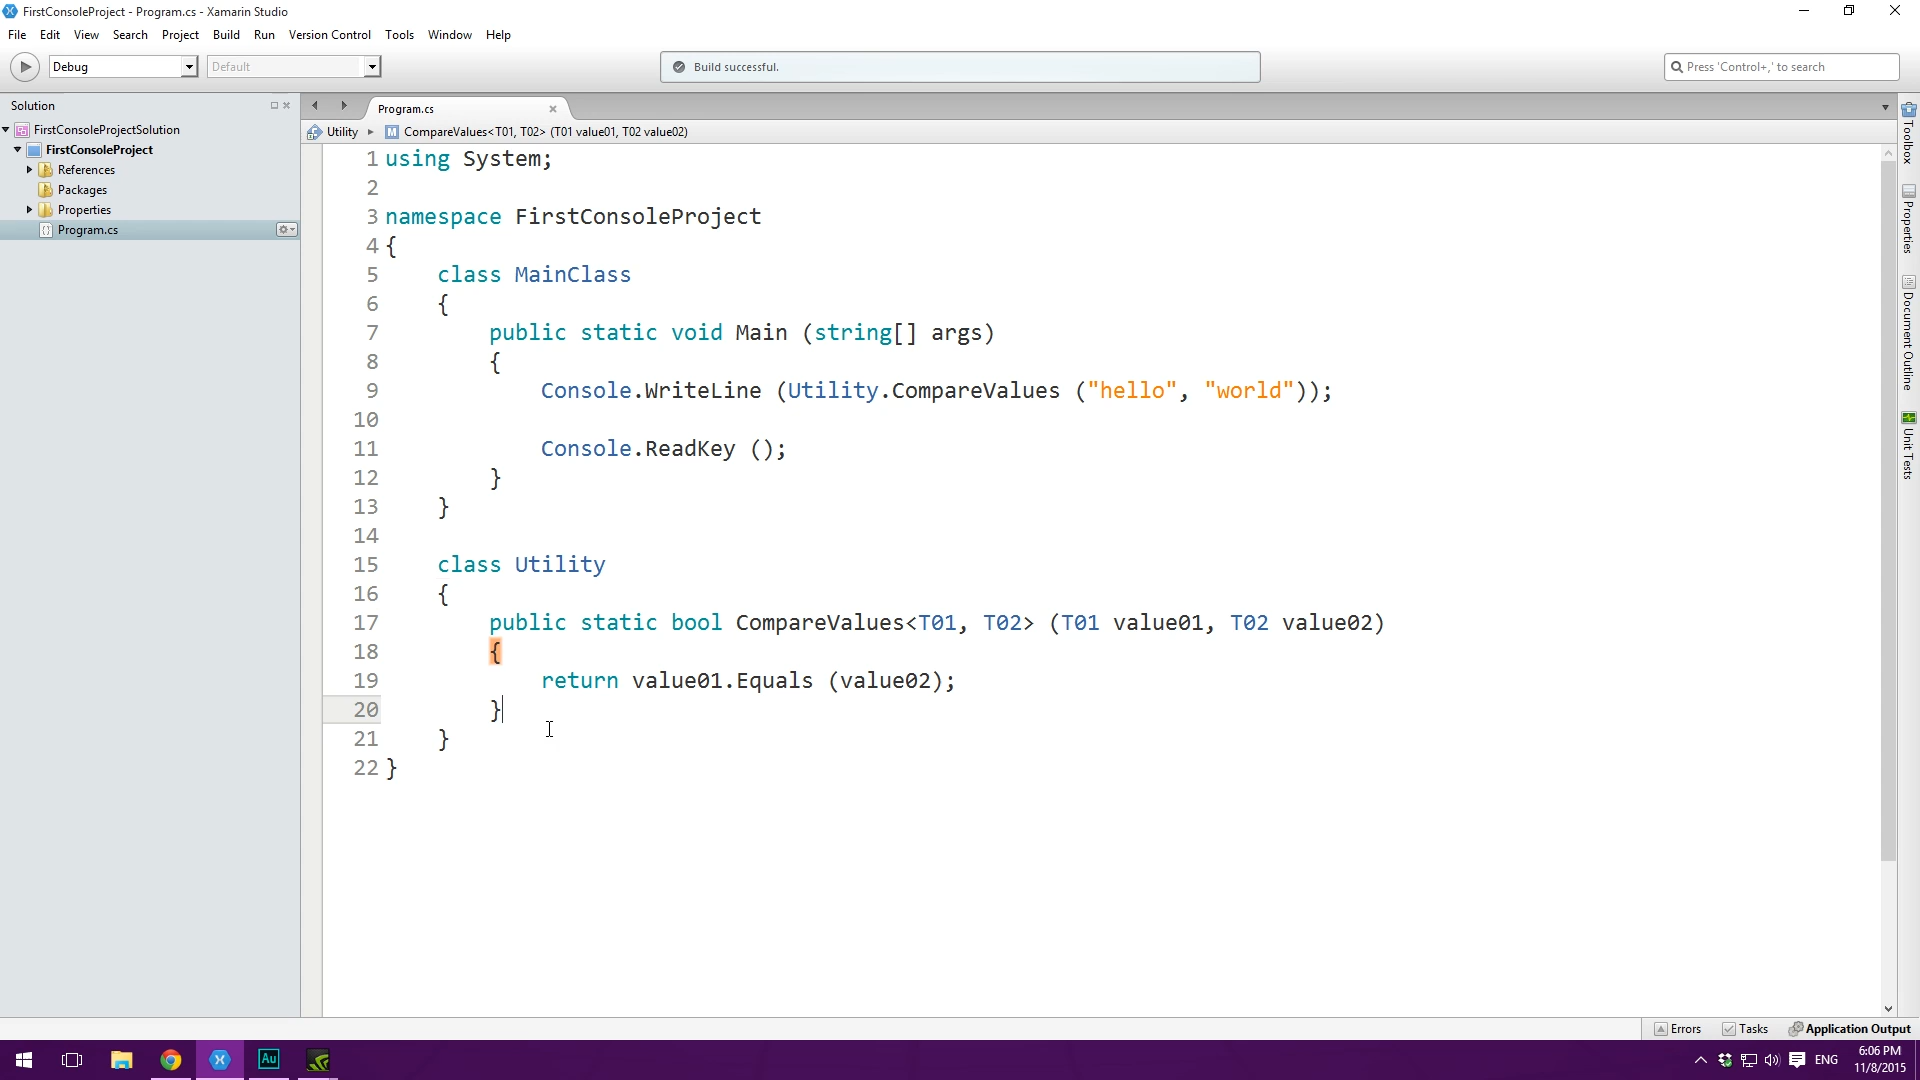 FirstConsoleProject - Program.cs - Xamarin Studio
File Edit View Search Project Build Run Version Control Tools Window Help
Debug Default Build successful. Press 'Control+,' to search
Solution
FirstConsoleProjectSolution
FirstConsoleProject
References
Packages
Properties
Program.cs
Program.cs
Utility CompareValues<T01, T02> (T01 value01, T02 value02)
1 using System;
2
3 namespace FirstConsoleProject
4 {
5 class MainClass
6 {
7 public static void Main (string[] args)
8 {
9 Console.WriteLine (Utility.CompareValues ("hello", "world"));
10
11 Console.ReadKey ();
12 }
13 }
14
15 class Utility
16 {
17 public static bool CompareValues<T01, T02> (T01 value01, T02 value02)
18 {
19 return value01.Equals (value02);
20 }
21 }
22 }
Toolbox
Properties
Document Outline
Unit Tests
Errors Tasks Application Output
Au
ENG
6:06 PM
11/8/2015